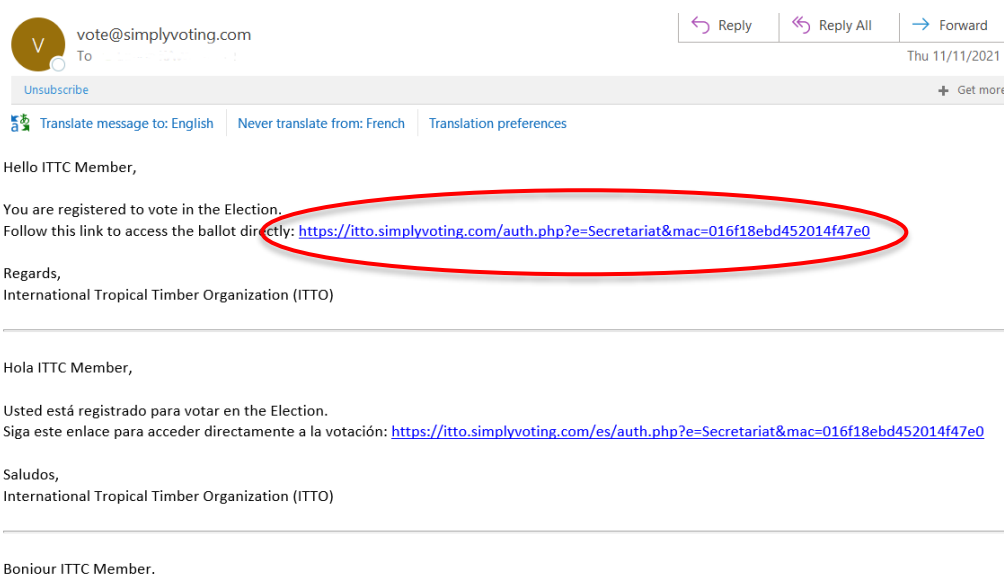 V
vote@simplyvoting.com
Reply
Reply All
Forward
To
Thu 11/11/2021
Unsubscribe
+ Get more
Translate message to: English
Never translate from: French
Translation preferences
Hello ITTC Member,
You are registered to vote in the Election.
Follow this link to access the ballot directly: https://itto.simplyvoting.com/auth.php?e=Secretariat&mac=016f18ebd452014f47e0
Regards,
International Tropical Timber Organization (ITTO)
Hola ITTC Member,
Usted está registrado para votar en the Election.
Siga este enlace para acceder directamente a la votación: https://itto.simplyvoting.com/es/auth.php?e=Secretariat&mac=016f18ebd452014f47e0
Saludos,
International Tropical Timber Organization (ITTO)
Bonjour ITTC Member,